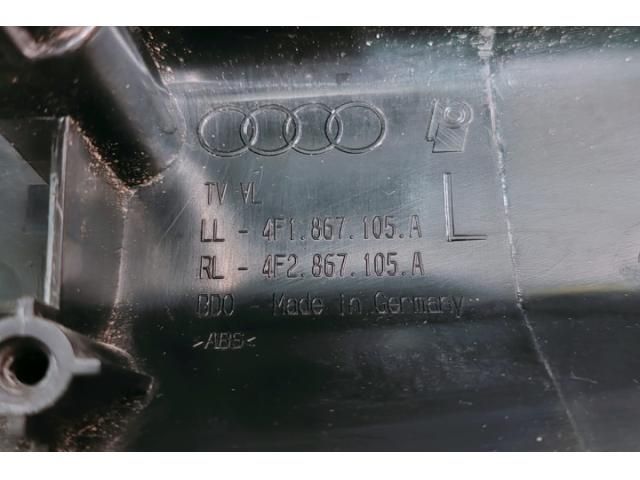 TV VL
LL - 4F1.867.105.A L
RL - 4F2.867.105.A
BDO - Made in Germany
>ABS<